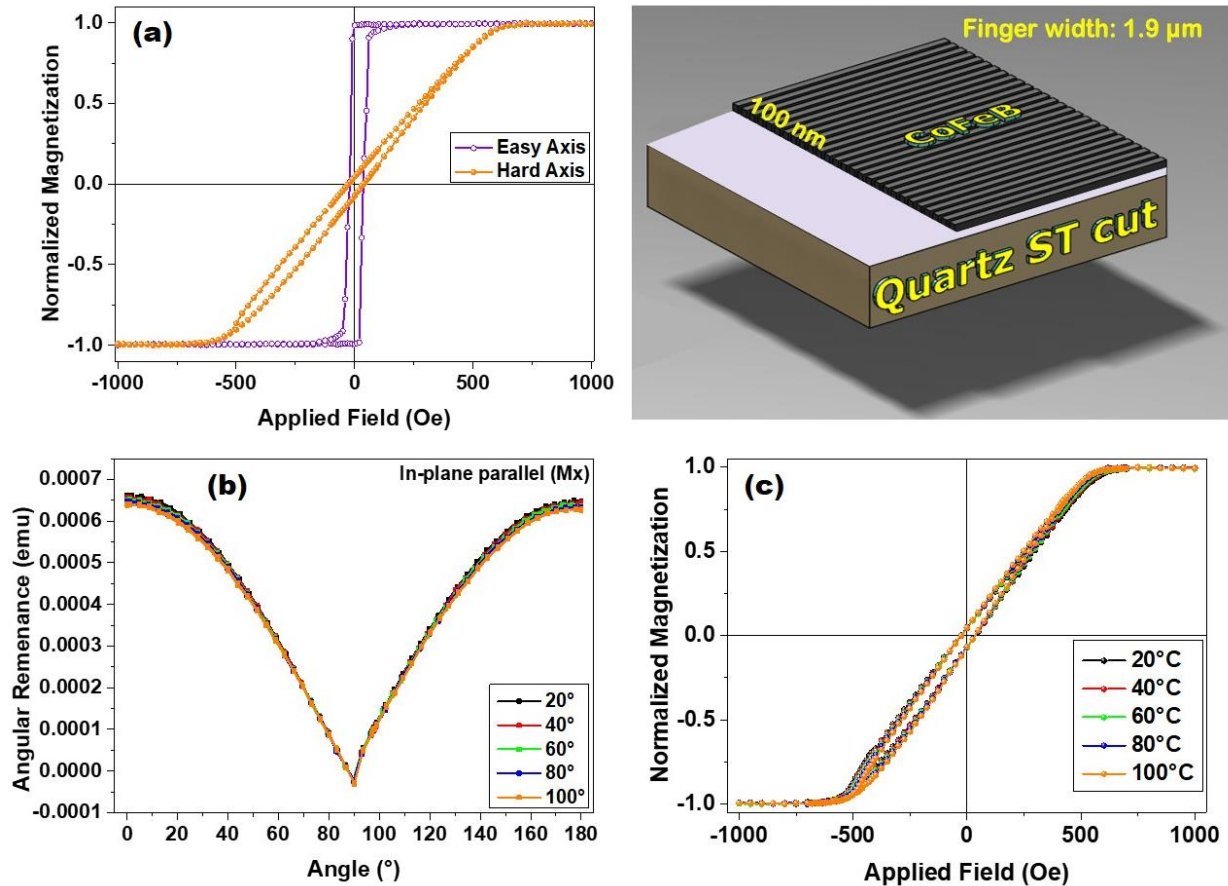 (a)
1.0
0.5
0.0
-0.5
-1.0
Normalized Magnetization
Easy Axis
Hard Axis
-1000
-500
0
500
1000
Applied Field (Oe)
Finger width: 1.9 µm
100 nm
CoFeB
Quartz ST cut
(b)
In-plane parallel (Mx)
0.0007
0.0006
0.0005
0.0004
0.0003
0.0002
0.0001
0.0000
-0.0001
Angular Remenance (emu)
20°
40°
60°
80°
100°
0
20
40
60
80
100
120
140
160
180
Angle (°)
(c)
1.0
0.5
0.0
-0.5
-1.0
Normalized Magnetization
20°C
40°C
60°C
80°C
100°C
-1000
-500
0
500
1000
Applied Field (Oe)